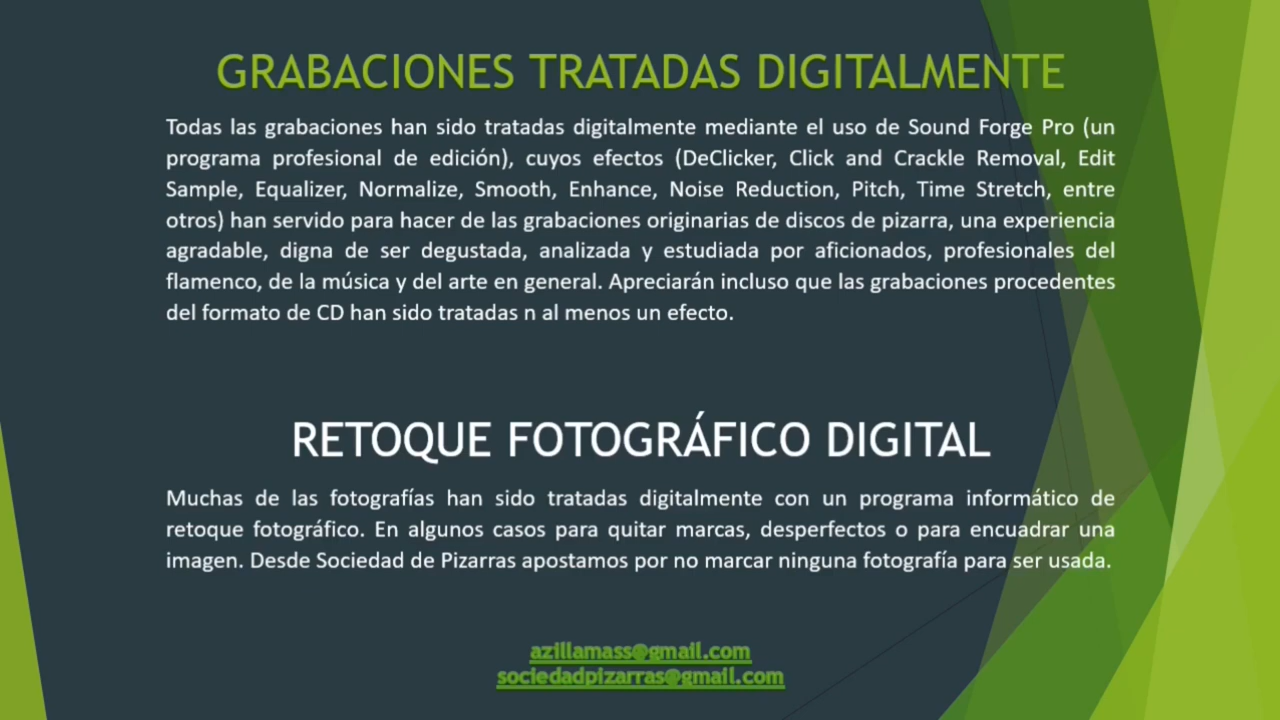 GRABACIONES TRATADAS DIGITALMENTE
Todas las grabaciones han sido tratadas digitalmente mediante el uso de Sound Forge Pro (un
programa profesional de edición), cuyos efectos (DeClicker, Click and Crackle Removal, Edit
Sample, Equalizer, Normalize, Smooth, Enhance, Noise Reduction, Pitch, Time Stretch, entre
otros) han servido para hacer de las grabaciones originarias de discos de pizarra, una experiencia
agradable, digna de ser degustada, analizada y estudiada por aficionados, profesionales del
flamenco, de la música y del arte en general. Apreciarán incluso que las grabaciones procedentes
del formato de CD han sido tratadas n al menos un efecto.
RETOQUE FOTOGRÁFICO DIGITAL
Muchas de las fotografías han sido tratadas digitalmente con un programa informático de
retoque fotográfico. En algunos casos para quitar marcas, desperfectos o para encuadrar una
imagen. Desde Sociedad de Pizarras apostamos por no marcar ninguna fotografía para ser usada.
azillamass@gmail.com
sociedadpizarras@gmail.com